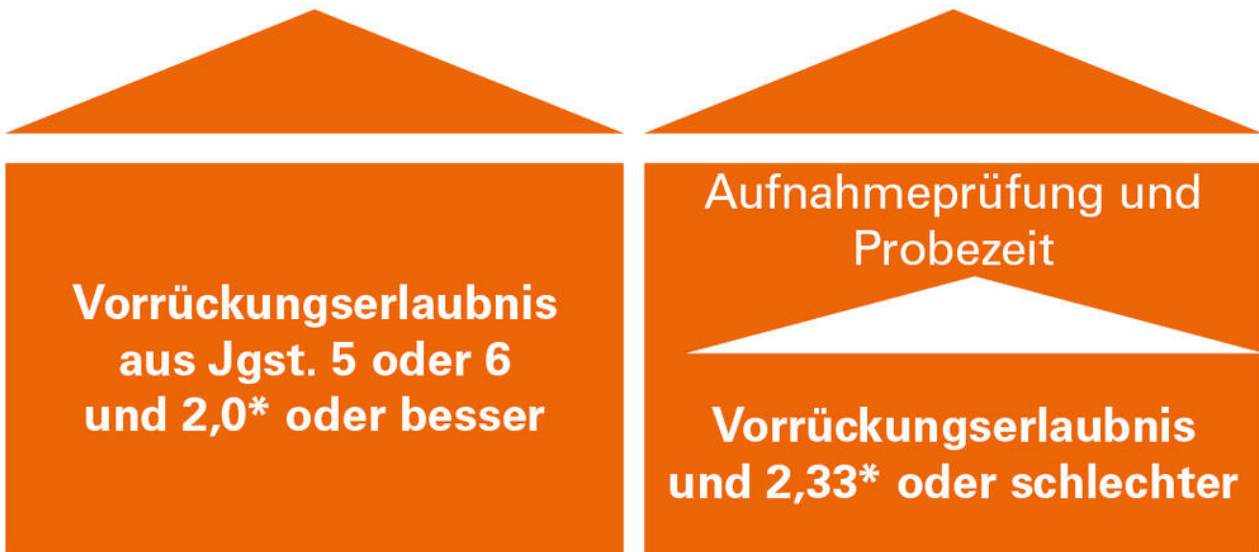 Vorrückungserlaubnis
aus Jgst. 5 oder 6
und 2,0* oder besser
Aufnahmeprüfung und
Probezeit
Vorrückungserlaubnis
und 2,33* oder schlechter